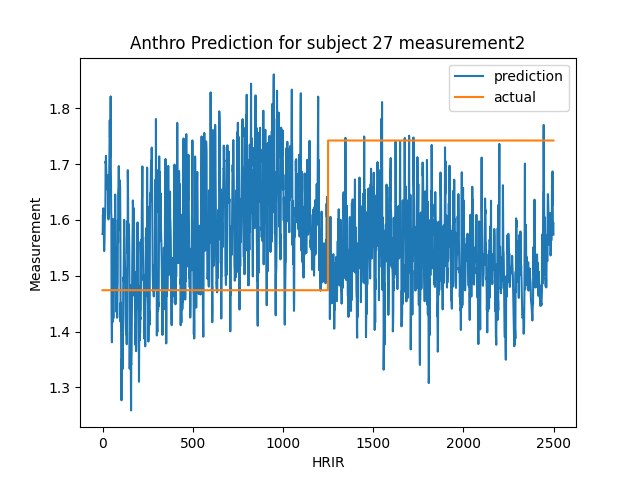 Anthro Prediction for subject 27 measurement2
prediction
actual
Measurement
1.8
1.7
1.6
1.5
1.4
1.3
0
500
1000
1500
2000
2500
HRIR